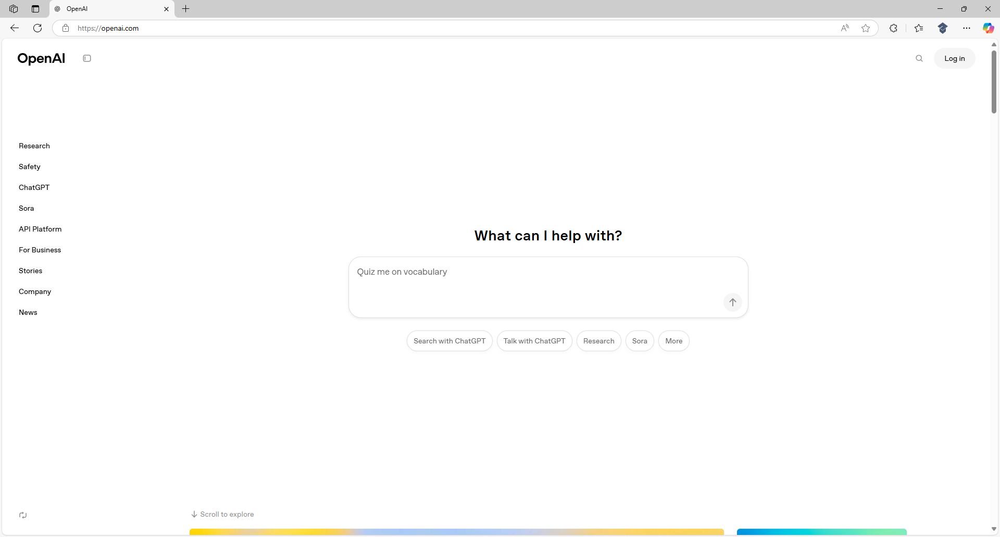 OpenAI
https://openai.com
OpenAI
Log in
Research
Safety
ChatGPT
Sora
API Platform
For Business
Stories
Company
News
What can I help with?
Quiz me on vocabulary
Search with ChatGPT
Talk with ChatGPT
Research
Sora
More
Scroll to explore